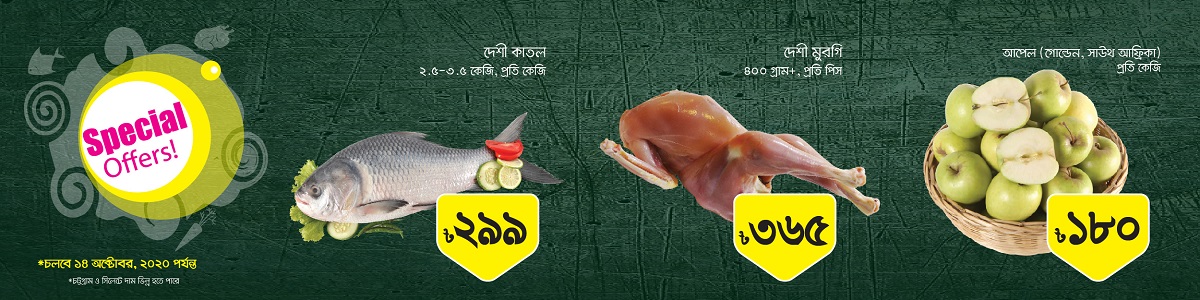 Special
Offers!
*চলবে ১৪ অক্টোবর, ২০২০ পর্যন্ত
*চট্টগ্রাম ও সিলেটে দাম ভিন্ন হতে পারে
দেশী কাতল
২.৫-৩.৫ কেজি, প্রতি কেজি
৳২৯৯
দেশী মুরগি
৪০০ গ্রাম+, প্রতি পিস
৳৩৬৫
আপেল (গোল্ডেন, সাউথ আফ্রিকা)
প্রতি কেজি
৳১৮০